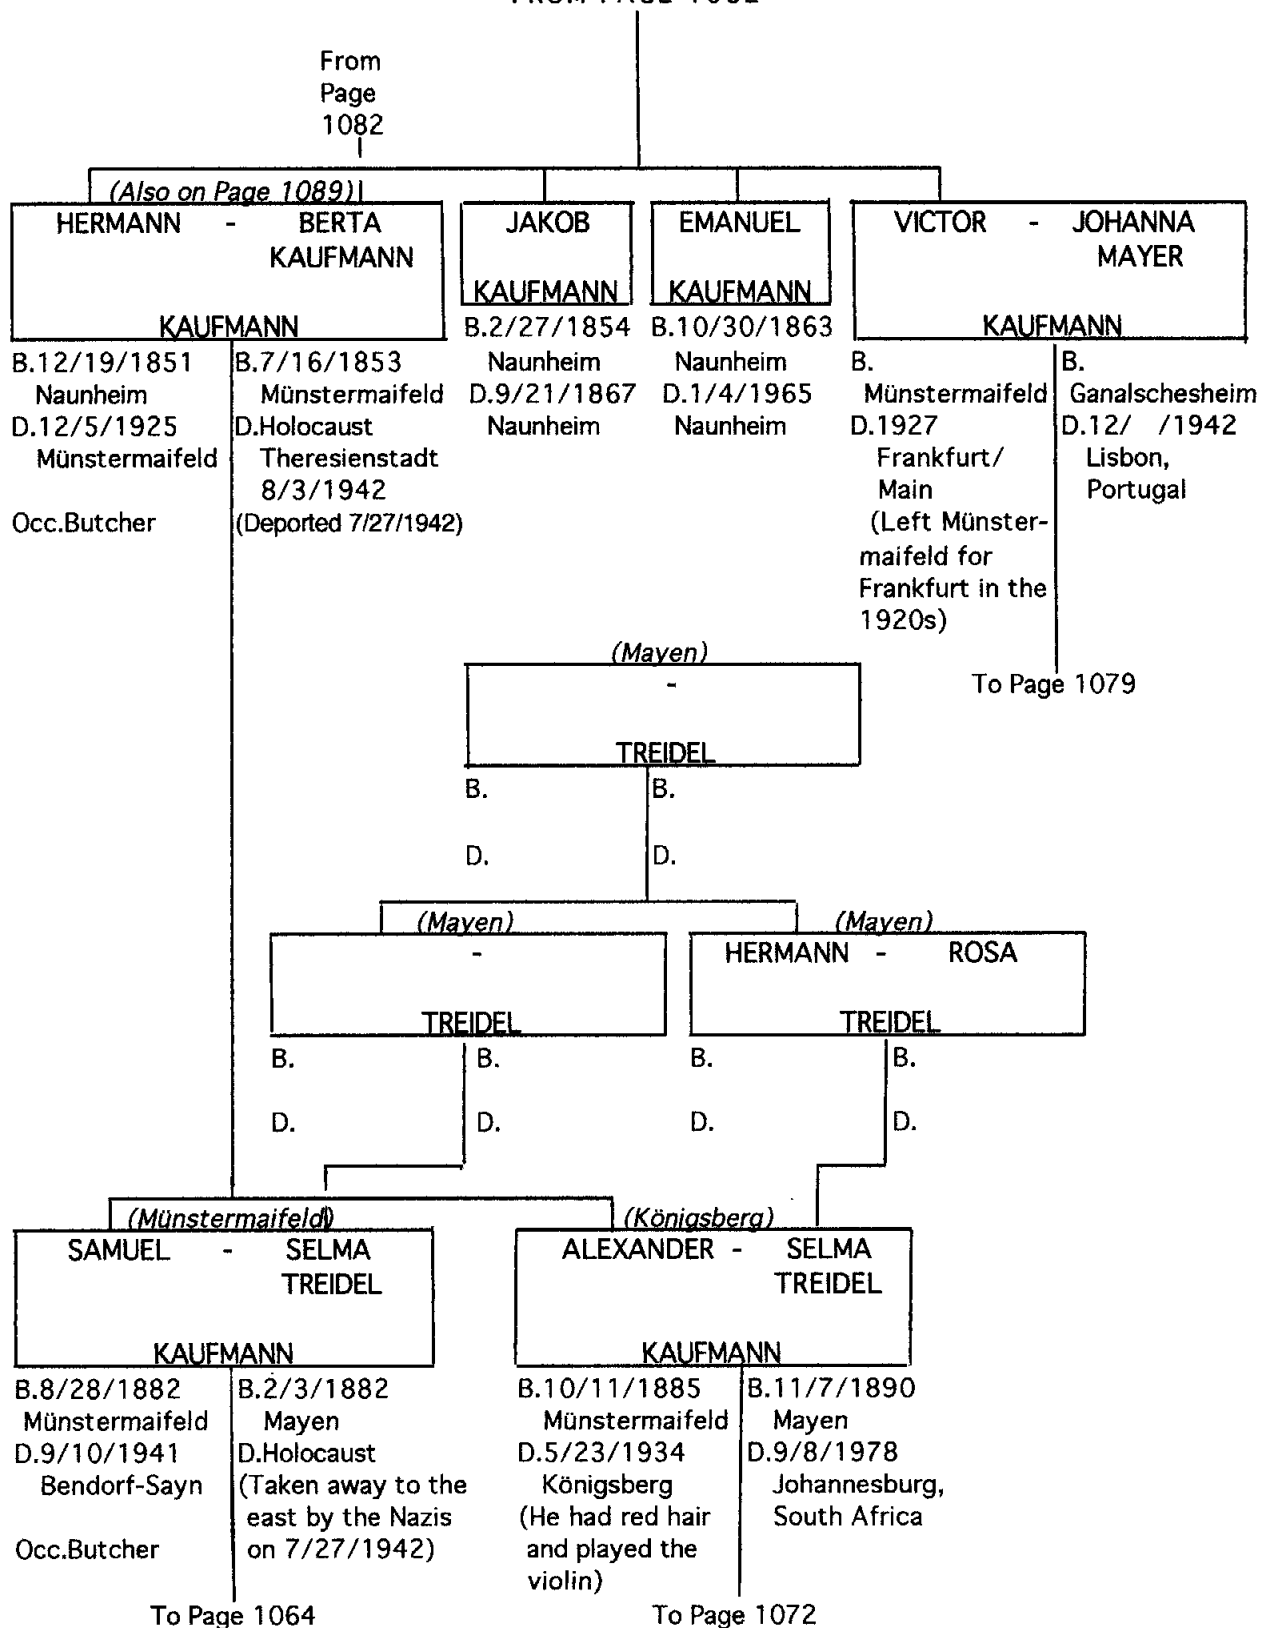 From
Page
1082
(Also on Page 1089)
HERMANN - BERTA
KAUFMANN
KAUFMANN
B.12/19/1851
Naunheim
D.12/5/1925
Münstermaifeld
Occ.Butcher
B.7/16/1853
Münstermaifeld
D.Holocaust
Theresienstadt
8/3/1942
(Deported 7/27/1942)
JAKOB
KAUFMANN
B.2/27/1854
Naunheim
D.9/21/1867
Naunheim
EMANUEL
KAUFMANN
B.10/30/1863
Naunheim
D.1/4/1965
Naunheim
VICTOR - JOHANNA
MAYER
KAUFMANN
B.
Münstermaifeld
D.1927
Frankfurt/
Main
(Left Münster-
maifeld for
Frankfurt in the
1920s)
B.
Ganalschesheim
D.12/ /1942
Lisbon,
Portugal
To Page 1079
(Mayen)
-
TREIDEL
B. B.
D. D.
(Mayen)
-
TREIDEL
B. B.
D. D.
(Mayen)
HERMANN - ROSA
TREIDEL
B. B.
D. D.
(Münstermaifeld)
SAMUEL - SELMA
TREIDEL
KAUFMANN
B.8/28/1882
Münstermaifeld
D.9/10/1941
Bendorf-Sayn
Occ.Butcher
B.2/3/1882
Mayen
D.Holocaust
(Taken away to the
east by the Nazis
on 7/27/1942)
To Page 1064
(Königsberg)
ALEXANDER - SELMA
TREIDEL
KAUFMANN
B.10/11/1885
Münstermaifeld
D.5/23/1934
Königsberg
(He had red hair
and played the
violin)
B.11/7/1890
Mayen
D.9/8/1978
Johannesburg,
South Africa
To Page 1072